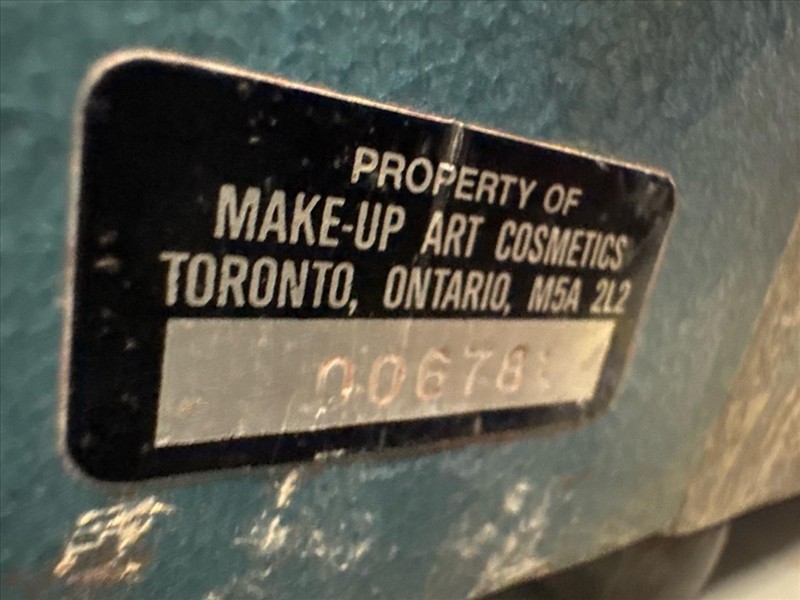 PROPERTY OF
MAKE-UP ART COSMETICS
TORONTO, ONTARIO, M5A 2L2